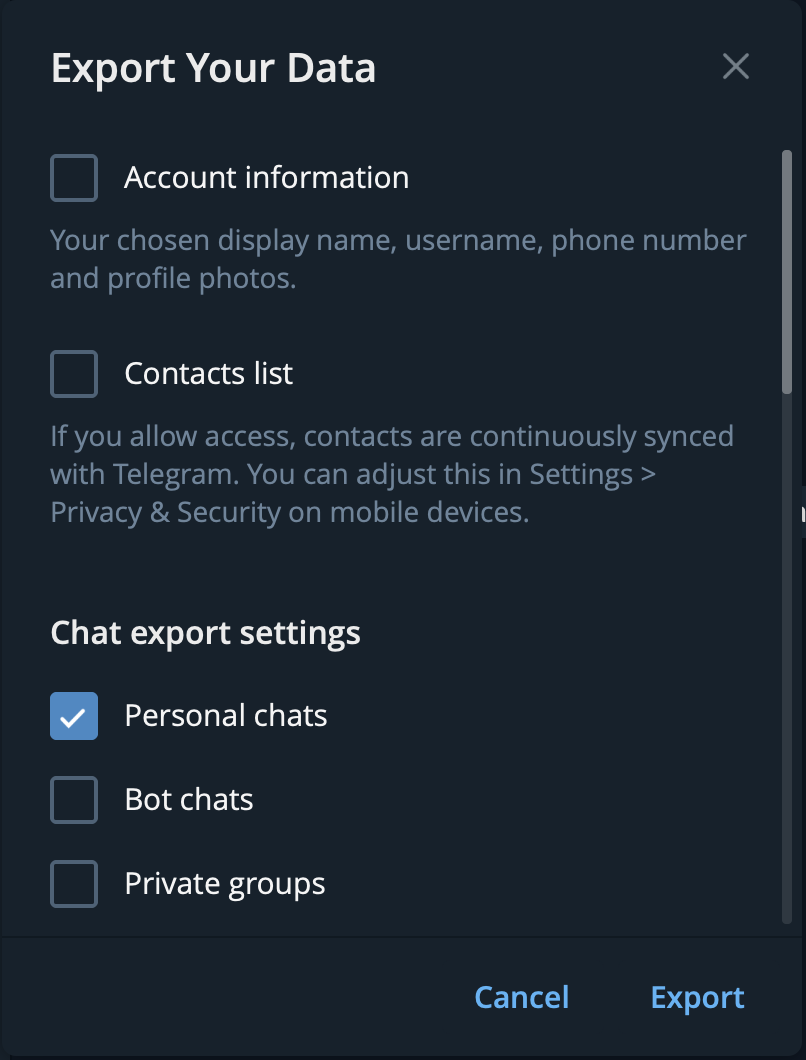 Export Your Data
Account information
Your chosen display name, username, phone number
and profile photos.
Contacts list
If you allow access, contacts are continuously synced
with Telegram. You can adjust this in Settings >
Privacy & Security on mobile devices.
Chat export settings
Personal chats
Bot chats
Private groups
Cancel
Export